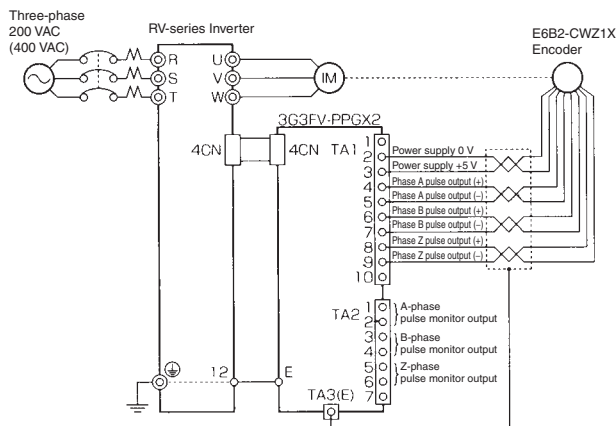 Three-phase
200 VAC
(400 VAC)
RV-series Inverter
E6B2-CWZ1X
Encoder
R
S
T
U
V
W
IM
3G3FV-PPGX2
4CN
4CN
TA1
1
2
3
4
5
6
7
8
9
10
Power supply 0 V
Power supply +5 V
Phase A pulse output (+)
Phase A pulse output (−)
Phase B pulse output (+)
Phase B pulse output (−)
Phase Z pulse output (+)
Phase Z pulse output (−)
TA2
1
2
3
4
5
6
7
A-phase
pulse monitor output
B-phase
pulse monitor output
Z-phase
pulse monitor output
12
E
TA3(E)